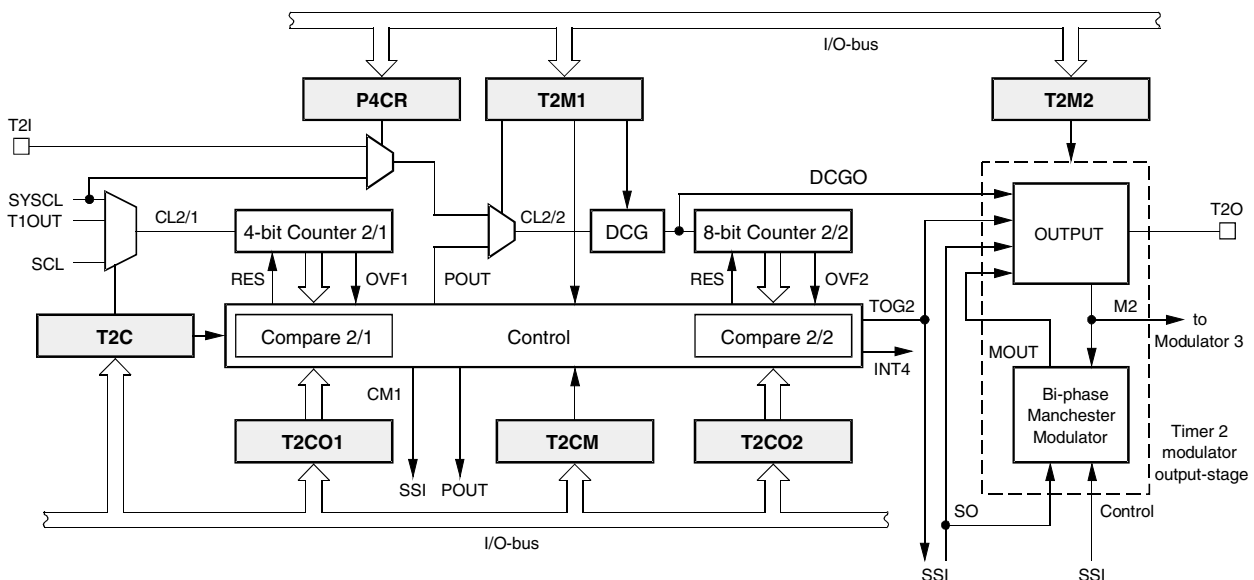 I/O-bus
P4CR
T2M1
T2M2
T2I
SYSCL
T1OUT
SCL
CL2/1
4-bit Counter 2/1
CL2/2
DCG
8-bit Counter 2/2
DCGO
OUTPUT
T2O
RES
OVF1
POUT
RES
OVF2
TOG2
M2
to
Modulator 3
T2C
Compare 2/1
Control
Compare 2/2
INT4
MOUT
CM1
Bi-phase
Manchester
Modulator
T2CO1
T2CM
T2CO2
Timer 2
modulator
output-stage
SSI
POUT
SO
Control
I/O-bus
SSI
SSI